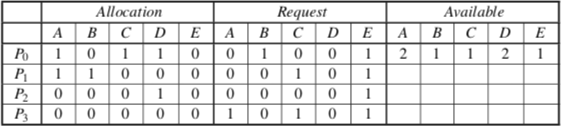 Allocation Request Available
A B C D E A B C D E A B C D E
P0 1 0 1 1 0 0 1 0 0 1 2 1 1 2 1
P1 1 1 0 0 0 0 0 1 0 1
P2 0 0 0 1 0 0 0 0 0 1
P3 0 0 0 0 0 1 0 1 0 1